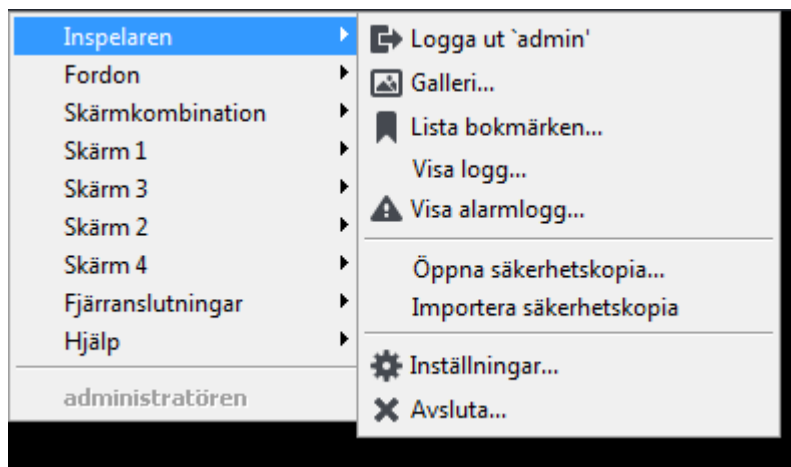 Inspelaren
Fordon
Skärmkombination
Skärm 1
Skärm 3
Skärm 2
Skärm 4
Fjärranslutningar
Hjälp
administratören
Logga ut `admin'
Galleri...
Lista bokmärken...
Visa logg...
Visa alarmlogg...
Öppna säkerhetskopia...
Importera säkerhetskopia
Inställningar...
Avsluta...